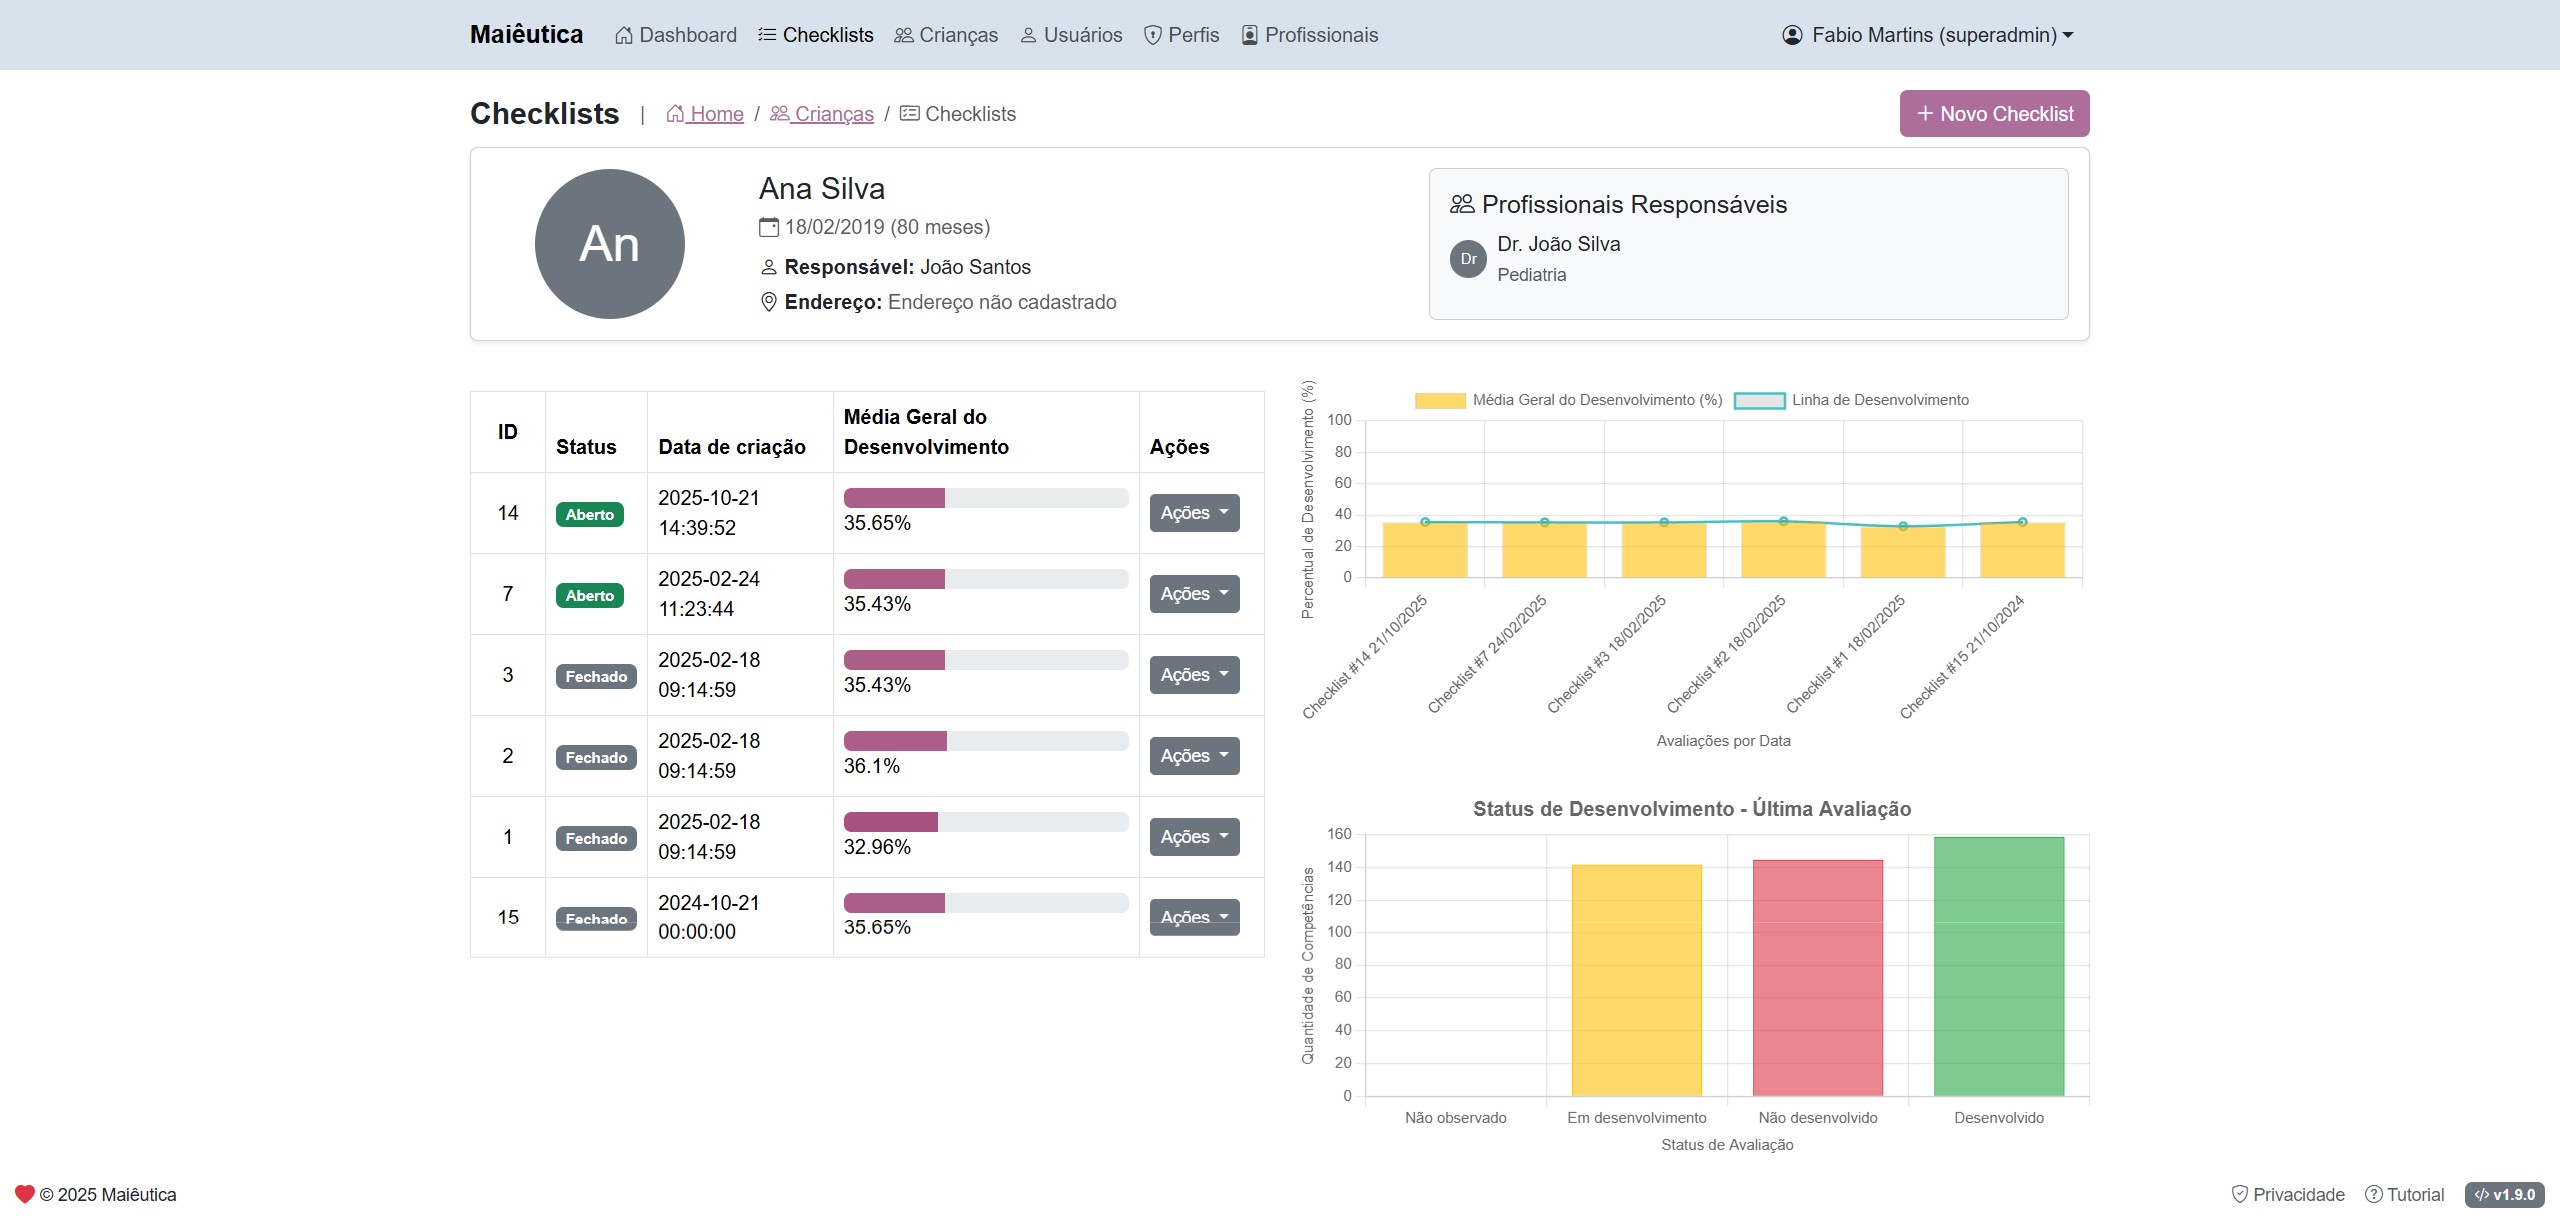 Maiêutica Dashboard Checklists Crianças Usuários Perfis Profissionais Fabio Martins (superadmin)
Checklists | Home / Crianças / Checklists + Novo Checklist
An
Ana Silva
18/02/2019 (80 meses)
Responsável: João Santos
Endereço: Endereço não cadastrado
Profissionais Responsáveis
Dr
Dr. João Silva
Pediatria
ID Status Data de criação Média Geral do Desenvolvimento Ações
14 Aberto 2025-10-21 14:39:52 35.65% Ações
7 Aberto 2025-02-24 11:23:44 35.43% Ações
3 Fechado 2025-02-18 09:14:59 35.43% Ações
2 Fechado 2025-02-18 09:14:59 36.1% Ações
1 Fechado 2025-02-18 09:14:59 32.96% Ações
15 Fechado 2024-10-21 00:00:00 35.65% Ações
Média Geral do Desenvolvimento (%) Linha de Desenvolvimento
Percentual de Desenvolvimento (%)
100
80
60
40
20
0
Checklist #14 21/10/2025
Checklist #7 24/02/2025
Checklist #3 18/02/2025
Checklist #2 18/02/2025
Checklist #1 18/02/2025
Checklist #15 21/10/2024
Avaliações por Data
Status de Desenvolvimento - Última Avaliação
Quantidade de Competências
160
140
120
100
80
60
40
20
0
Não observado Em desenvolvimento Não desenvolvido Desenvolvido
Status de Avaliação
© 2025 Maiêutica Privacidade Tutorial v1.9.0